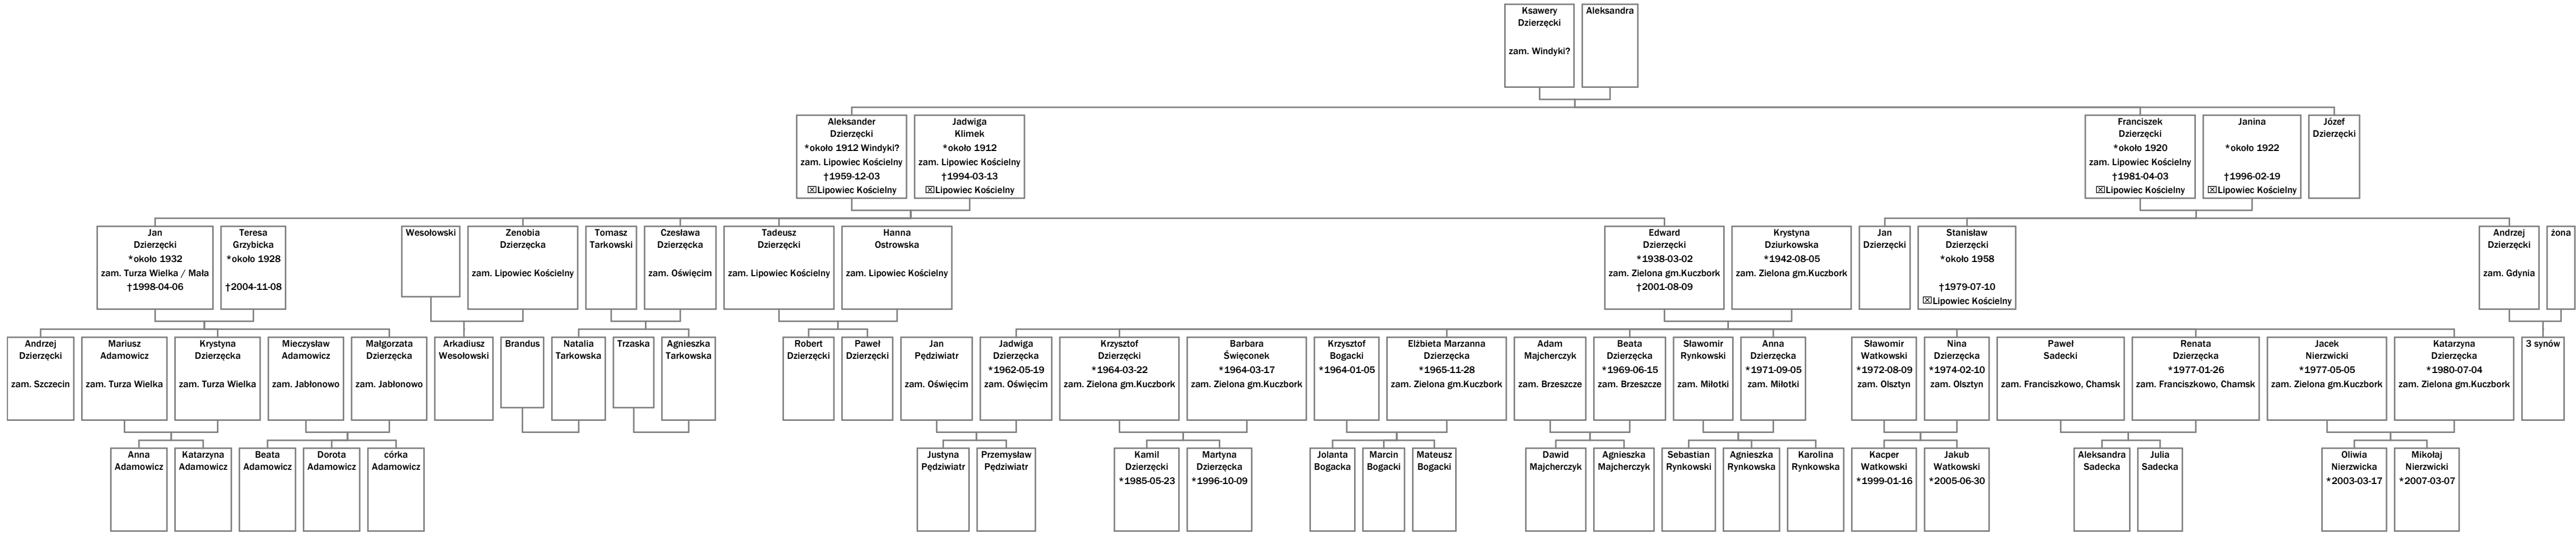 Ksawery
Dzierzęcki
zam. Windyki?
Aleksandra
Aleksander
Dzierzęcki
*około 1912 Windyki?
zam. Lipowiec Kościelny
†1959-12-03
☒Lipowiec Kościelny
Jadwiga
Klimek
*około 1912
zam. Lipowiec Kościelny
†1994-03-13
☒Lipowiec Kościelny
Franciszek
Dzierzęcki
*około 1920
zam. Lipowiec Kościelny
†1981-04-03
☒Lipowiec Kościelny
Janina
*około 1922
†1996-02-19
☒Lipowiec Kościelny
Józef
Dzierzęcki
Jan
Dzierzęcki
*około 1932
zam. Turza Wielka / Mała
†1998-04-06
Teresa
Grzybicka
*około 1928
†2004-11-08
Wesołowski
Zenobia
Dzierzęcka
zam. Lipowiec Kościelny
Tomasz
Tarkowski
Czesława
Dzierzęcka
zam. Oświęcim
Tadeusz
Dzierzęcki
zam. Lipowiec Kościelny
Hanna
Ostrowska
zam. Lipowiec Kościelny
Edward
Dzierzęcki
*1938-03-02
zam. Zielona gm.Kuczbork
†2001-08-09
Krystyna
Dziurkowska
*1942-08-05
zam. Zielona gm.Kuczbork
Jan
Dzierzęcki
Stanisław
Dzierzęcki
*około 1958
†1979-07-10
☒Lipowiec Kościelny
Andrzej
Dzierzęcki
zam. Gdynia
żona
Andrzej
Dzierzęcki
zam. Szczecin
Mariusz
Adamowicz
zam. Turza Wielka
Krystyna
Dzierzęcka
zam. Turza Wielka
Mieczysław
Adamowicz
zam. Jabłonowo
Małgorzata
Dzierzęcka
zam. Jabłonowo
Arkadiusz
Wesołowski
Brandus
Natalia
Tarkowska
Trzaska
Agnieszka
Tarkowska
Robert
Dzierzęcki
Paweł
Dzierzęcki
Jan
Pędziwiatr
zam. Oświęcim
Jadwiga
Dzierzęcka
*1962-05-19
zam. Oświęcim
Krzysztof
Dzierzęcki
*1964-03-22
zam. Zielona gm.Kuczbork
Barbara
Święconek
*1964-03-17
zam. Zielona gm.Kuczbork
Krzysztof
Bogacki
*1964-01-05
Elżbieta Marzanna
Dzierzęcka
*1965-11-28
zam. Zielona gm.Kuczbork
Adam
Majcherczyk
zam. Brzeszcze
Beata
Dzierzęcka
*1969-06-15
zam. Brzeszcze
Sławomir
Rynkowski
zam. Miłotki
Anna
Dzierzęcka
*1971-09-05
zam. Miłotki
Sławomir
Watkowski
*1972-08-09
zam. Olsztyn
Nina
Dzierzęcka
*1974-02-10
zam. Olsztyn
Paweł
Sadecki
zam. Franciszkowo, Chamsk
Renata
Dzierzęcka
*1977-01-26
zam. Franciszkowo, Chamsk
Jacek
Nierzwicki
*1977-05-05
zam. Zielona gm.Kuczbork
Katarzyna
Dzierzęcka
*1980-07-04
zam. Zielona gm.Kuczbork
3 synów
Anna
Adamowicz
Katarzyna
Adamowicz
Beata
Adamowicz
Dorota
Adamowicz
córka
Adamowicz
Justyna
Pędziwiatr
Przemysław
Pędziwiatr
Kamil
Dzierzęcki
*1985-05-23
Martyna
Dzierzęcka
*1996-10-09
Jolanta
Bogacka
Marcin
Bogacki
Mateusz
Bogacki
Dawid
Majcherczyk
Agnieszka
Majcherczyk
Sebastian
Rynkowski
Agnieszka
Rynkowska
Karolina
Rynkowska
Kacper
Watkowski
*1999-01-16
Jakub
Watkowski
*2005-06-30
Aleksandra
Sadecka
Julia
Sadecka
Oliwia
Nierzwicka
*2003-03-17
Mikołaj
Nierzwicki
*2007-03-07